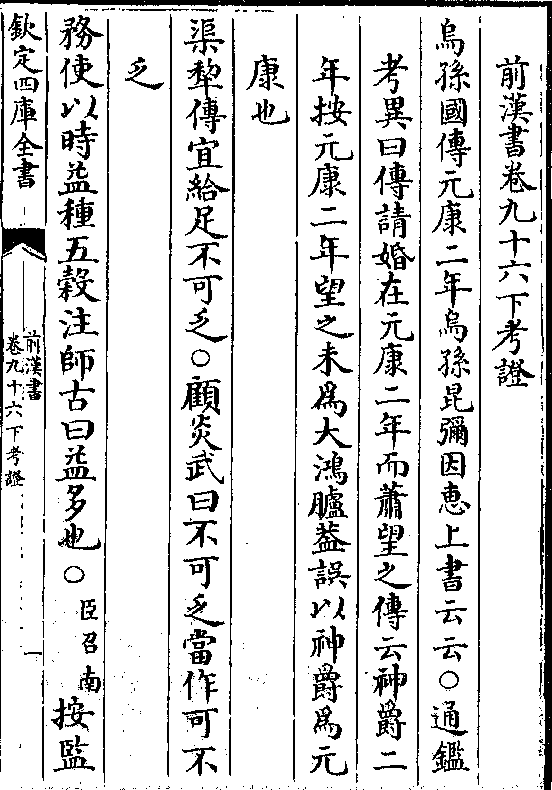 前漢書卷九十六下考證
烏孫國傳元康二年烏孫昆彌因惠上書云云○通鑑
考異曰傳請婚在元康二年而蕭望之傳云神爵二
年按元康二年望之未爲大鴻臚葢誤以神爵爲元
康也
渠犂傳宜給足不可乏○顧炎武曰不可乏當作可不
乏
務使以時益種五穀注師古曰益多也○臣召南按監
欽定四庫全書
前漢書
卷九十六下考證
一